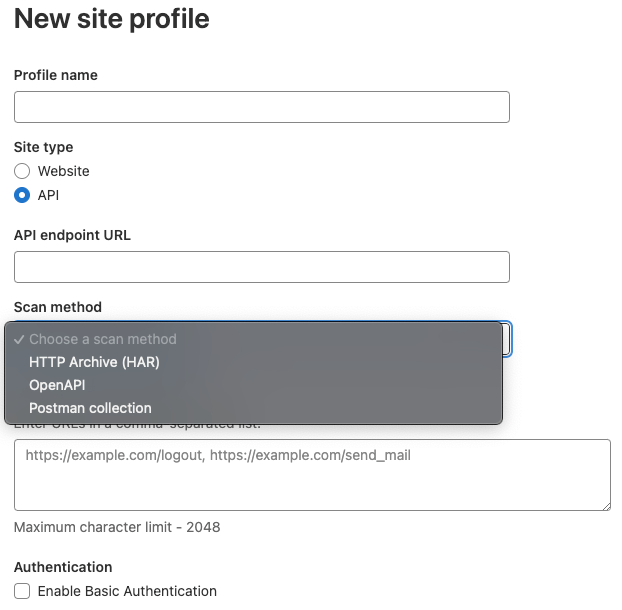 New site profile
Profile name
Site type
Website
API
API endpoint URL
Scan method
Choose a scan method
HTTP Archive (HAR)
OpenAPI
Postman collection
Enter URLs in a comma-separated list.
https://example.com/logout, https://example.com/send_mail
Maximum character limit - 2048
Authentication
Enable Basic Authentication